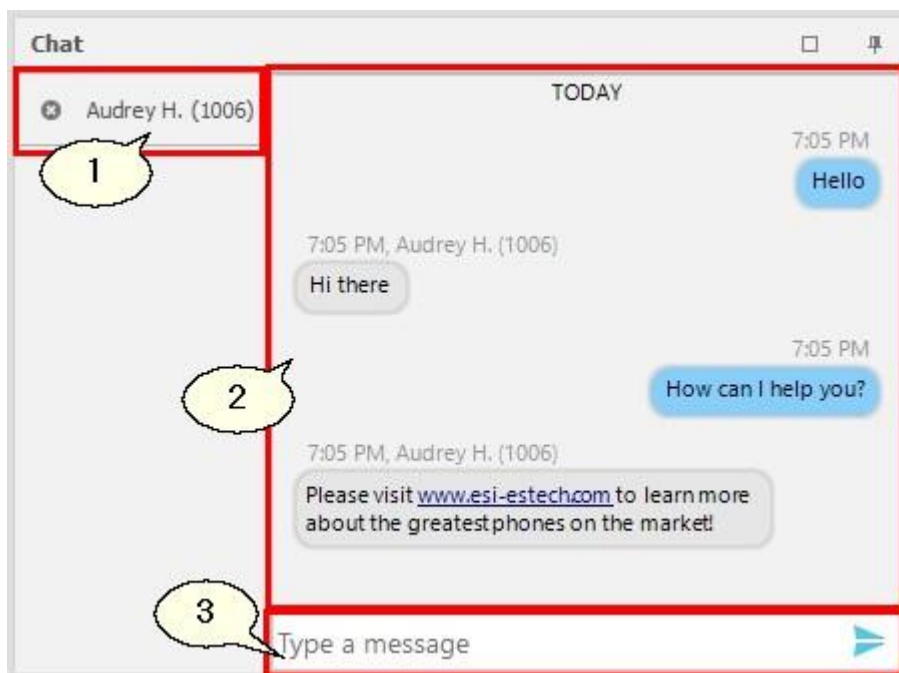 Chat
Audrey H. (1006)
1
TODAY
7:05 PM
Hello
7:05 PM, Audrey H. (1006)
Hi there
7:05 PM
How can I help you?
2
7:05 PM, Audrey H. (1006)
Please visit www.esi-estech.com to learn more
about the greatest phones on the market!
3
Type a message